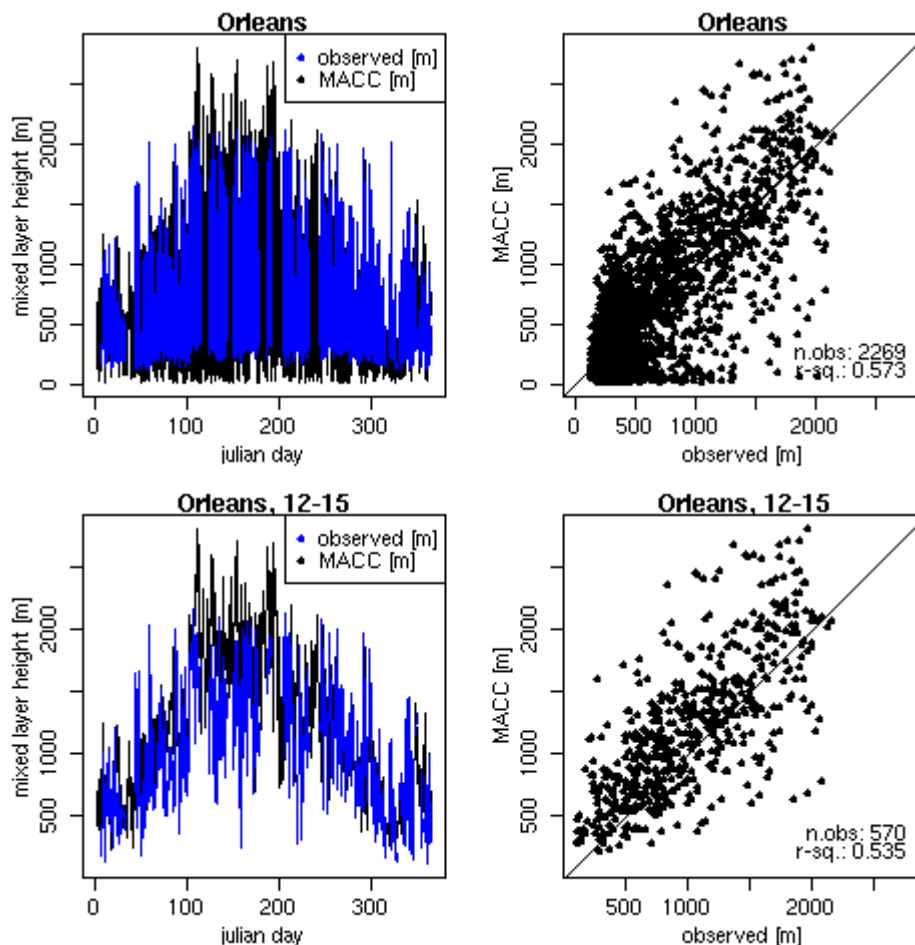 Orleans
observed [m]
MACC [m]
mixed layer height [m]
0 500 1000 2000
0 100 200 300
julian day
Orleans
MACC [m]
0 500 1000 2000
n.obs: 2269
r-sq.: 0.573
0 500 1000 2000
observed [m]
Orleans, 12-15
observed [m]
MACC [m]
mixed layer height [m]
500 1000 2000
0 100 200 300
julian day
Orleans, 12-15
MACC [m]
500 1000 2000
n.obs: 570
r-sq.: 0.535
500 1000 2000
observed [m]